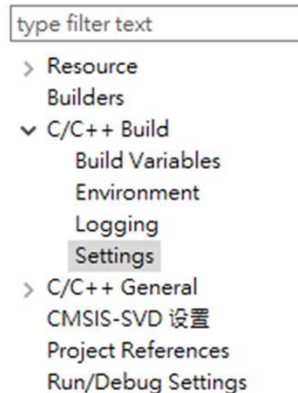 type filter text
Resource
Builders
C/C++ Build
Build Variables
Environment
Logging
Settings
C/C++ General
CMSIS-SVD 设置
Project References
Run/Debug Settings